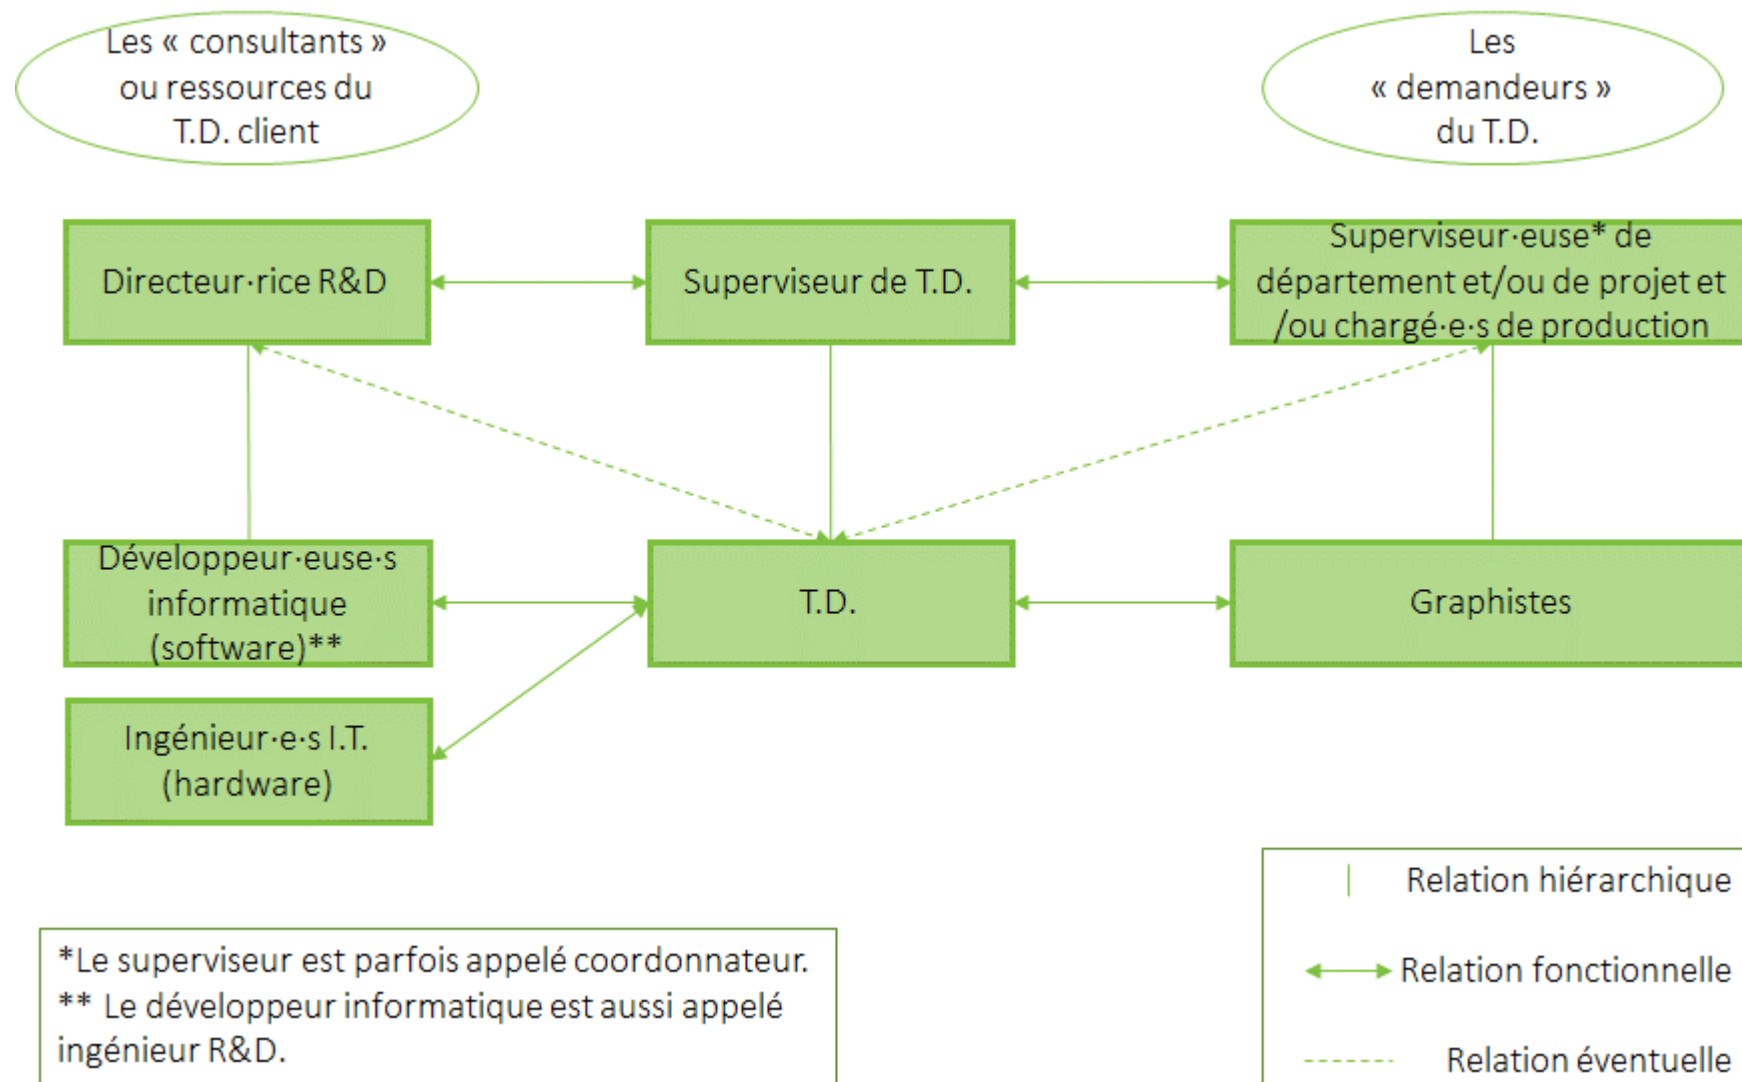 Les « consultants »
ou ressources du
T.D. client
Les
« demandeurs »
du T.D.
Directeur·rice R&D
Superviseur de T.D.
Superviseur·euse* de
département et/ou de projet et
/ou chargé·e·s de production
Développeur·euse·s
informatique
(software)**
T.D.
Graphistes
Ingénieur·e·s I.T.
(hardware)
*Le superviseur est parfois appelé coordonnateur.
** Le développeur informatique est aussi appelé
ingénieur R&D.
Relation hiérarchique
Relation fonctionnelle
Relation éventuelle